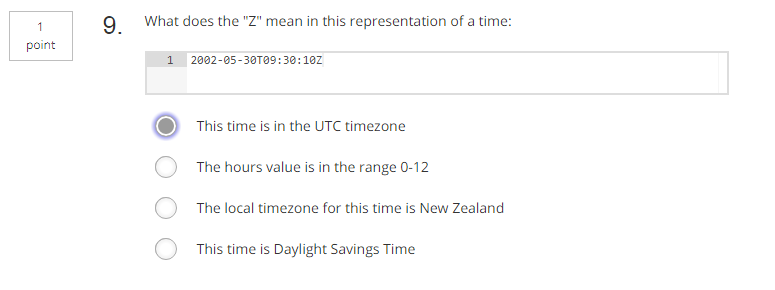 1
point
9.
What does the "Z" mean in this representation of a time:
1 2002-05-30T09:30:10Z
This time is in the UTC timezone
The hours value is in the range 0-12
The local timezone for this time is New Zealand
This time is Daylight Savings Time